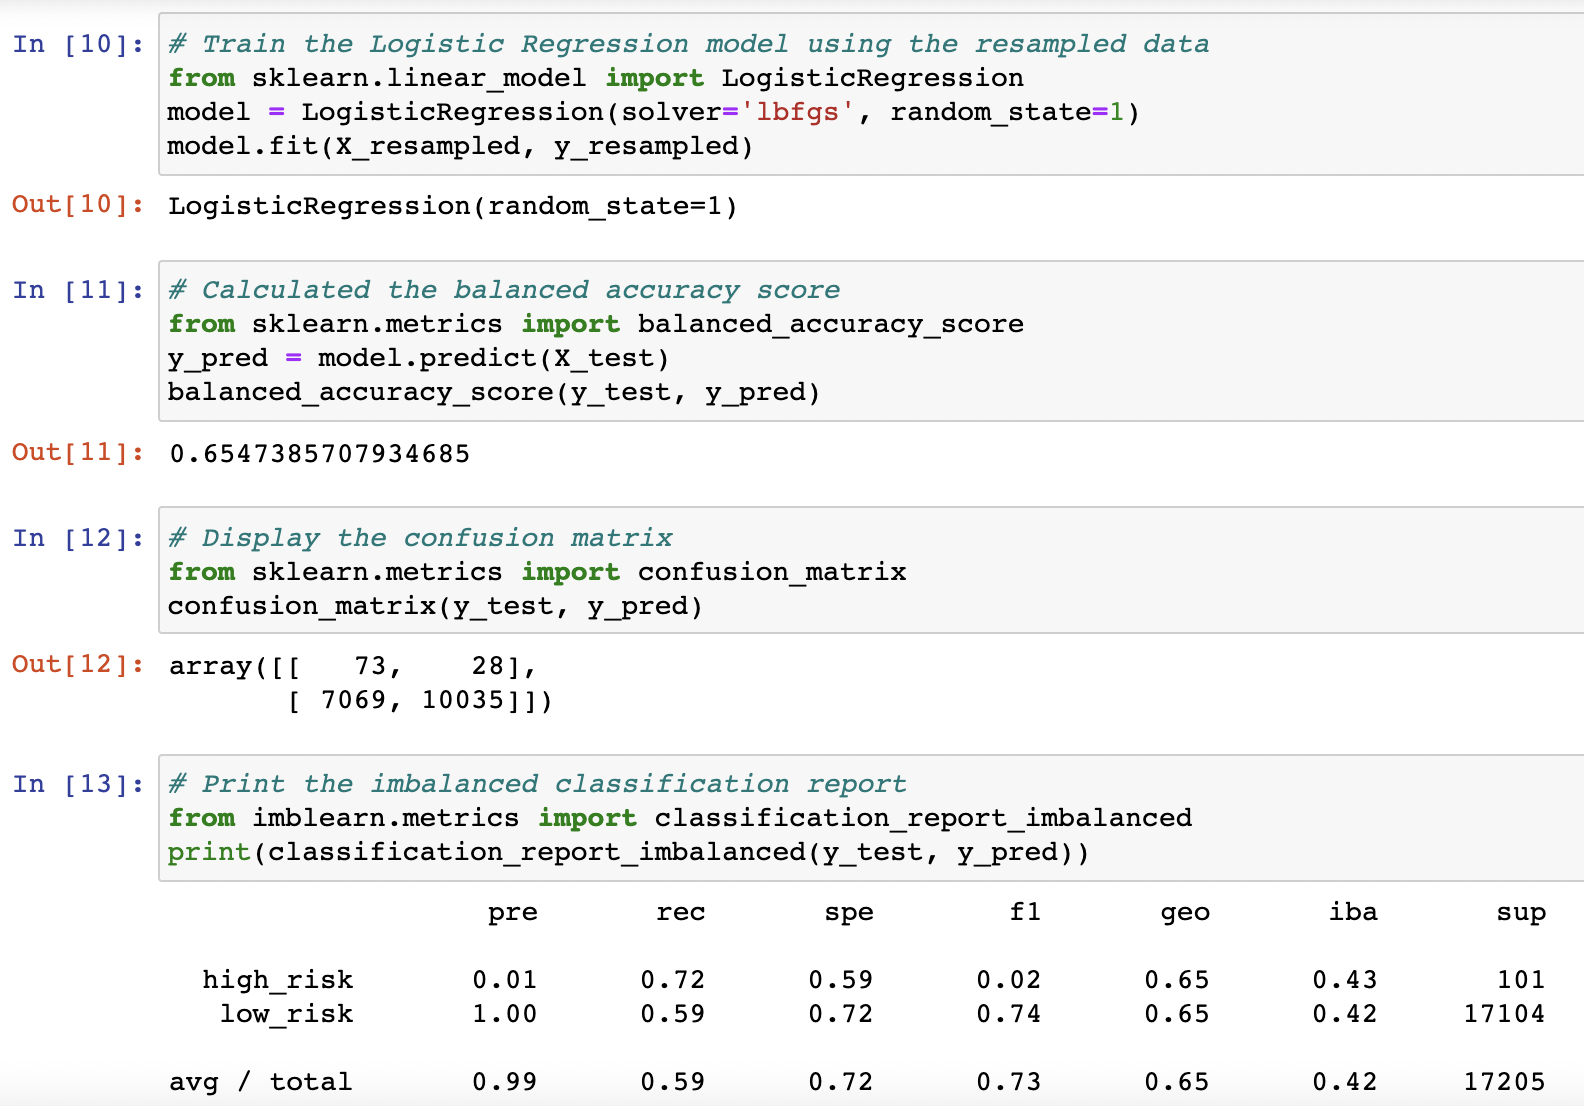 In [10]: # Train the Logistic Regression model using the resampled data
from sklearn.linear_model import LogisticRegression
model = LogisticRegression(solver='lbfgs', random_state=1)
model.fit(X_resampled, y_resampled)
Out[10]: LogisticRegression(random_state=1)
In [11]: # Calculated the balanced accuracy score
from sklearn.metrics import balanced_accuracy_score
y_pred = model.predict(X_test)
balanced_accuracy_score(y_test, y_pred)
Out[11]: 0.6547385707934685
In [12]: # Display the confusion matrix
from sklearn.metrics import confusion_matrix
confusion_matrix(y_test, y_pred)
Out[12]: array([[   73,    28],
       [ 7069, 10035]])
In [13]: # Print the imbalanced classification report
from imblearn.metrics import classification_report_imbalanced
print(classification_report_imbalanced(y_test, y_pred))
pre rec spe f1 geo iba sup
high_risk 0.01 0.72 0.59 0.02 0.65 0.43 101
low_risk 1.00 0.59 0.72 0.74 0.65 0.42 17104
avg / total 0.99 0.59 0.72 0.73 0.65 0.42 17205